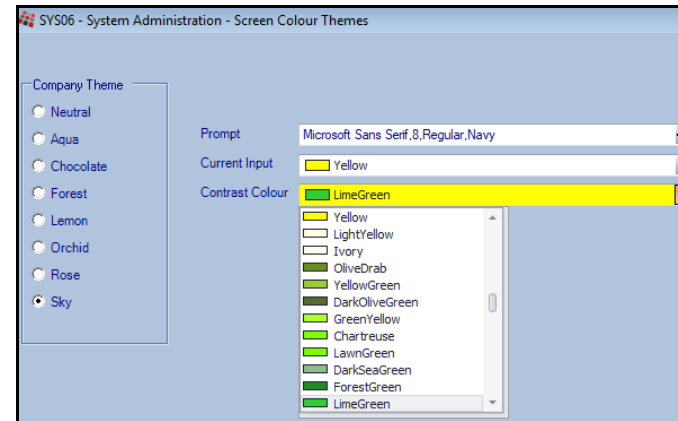 SYS06 - System Administration - Screen Colour Themes
Company Theme
Neutral
Aqua
Chocolate
Forest
Lemon
Orchid
Rose
Sky
Prompt
Microsoft Sans Serif,8,Regular,Navy
Current Input
Yellow
Contrast Colour
LimeGreen
Yellow
LightYellow
Ivory
OliveDrab
YellowGreen
DarkOliveGreen
GreenYellow
Chartreuse
LawnGreen
DarkSeaGreen
ForestGreen
LimeGreen